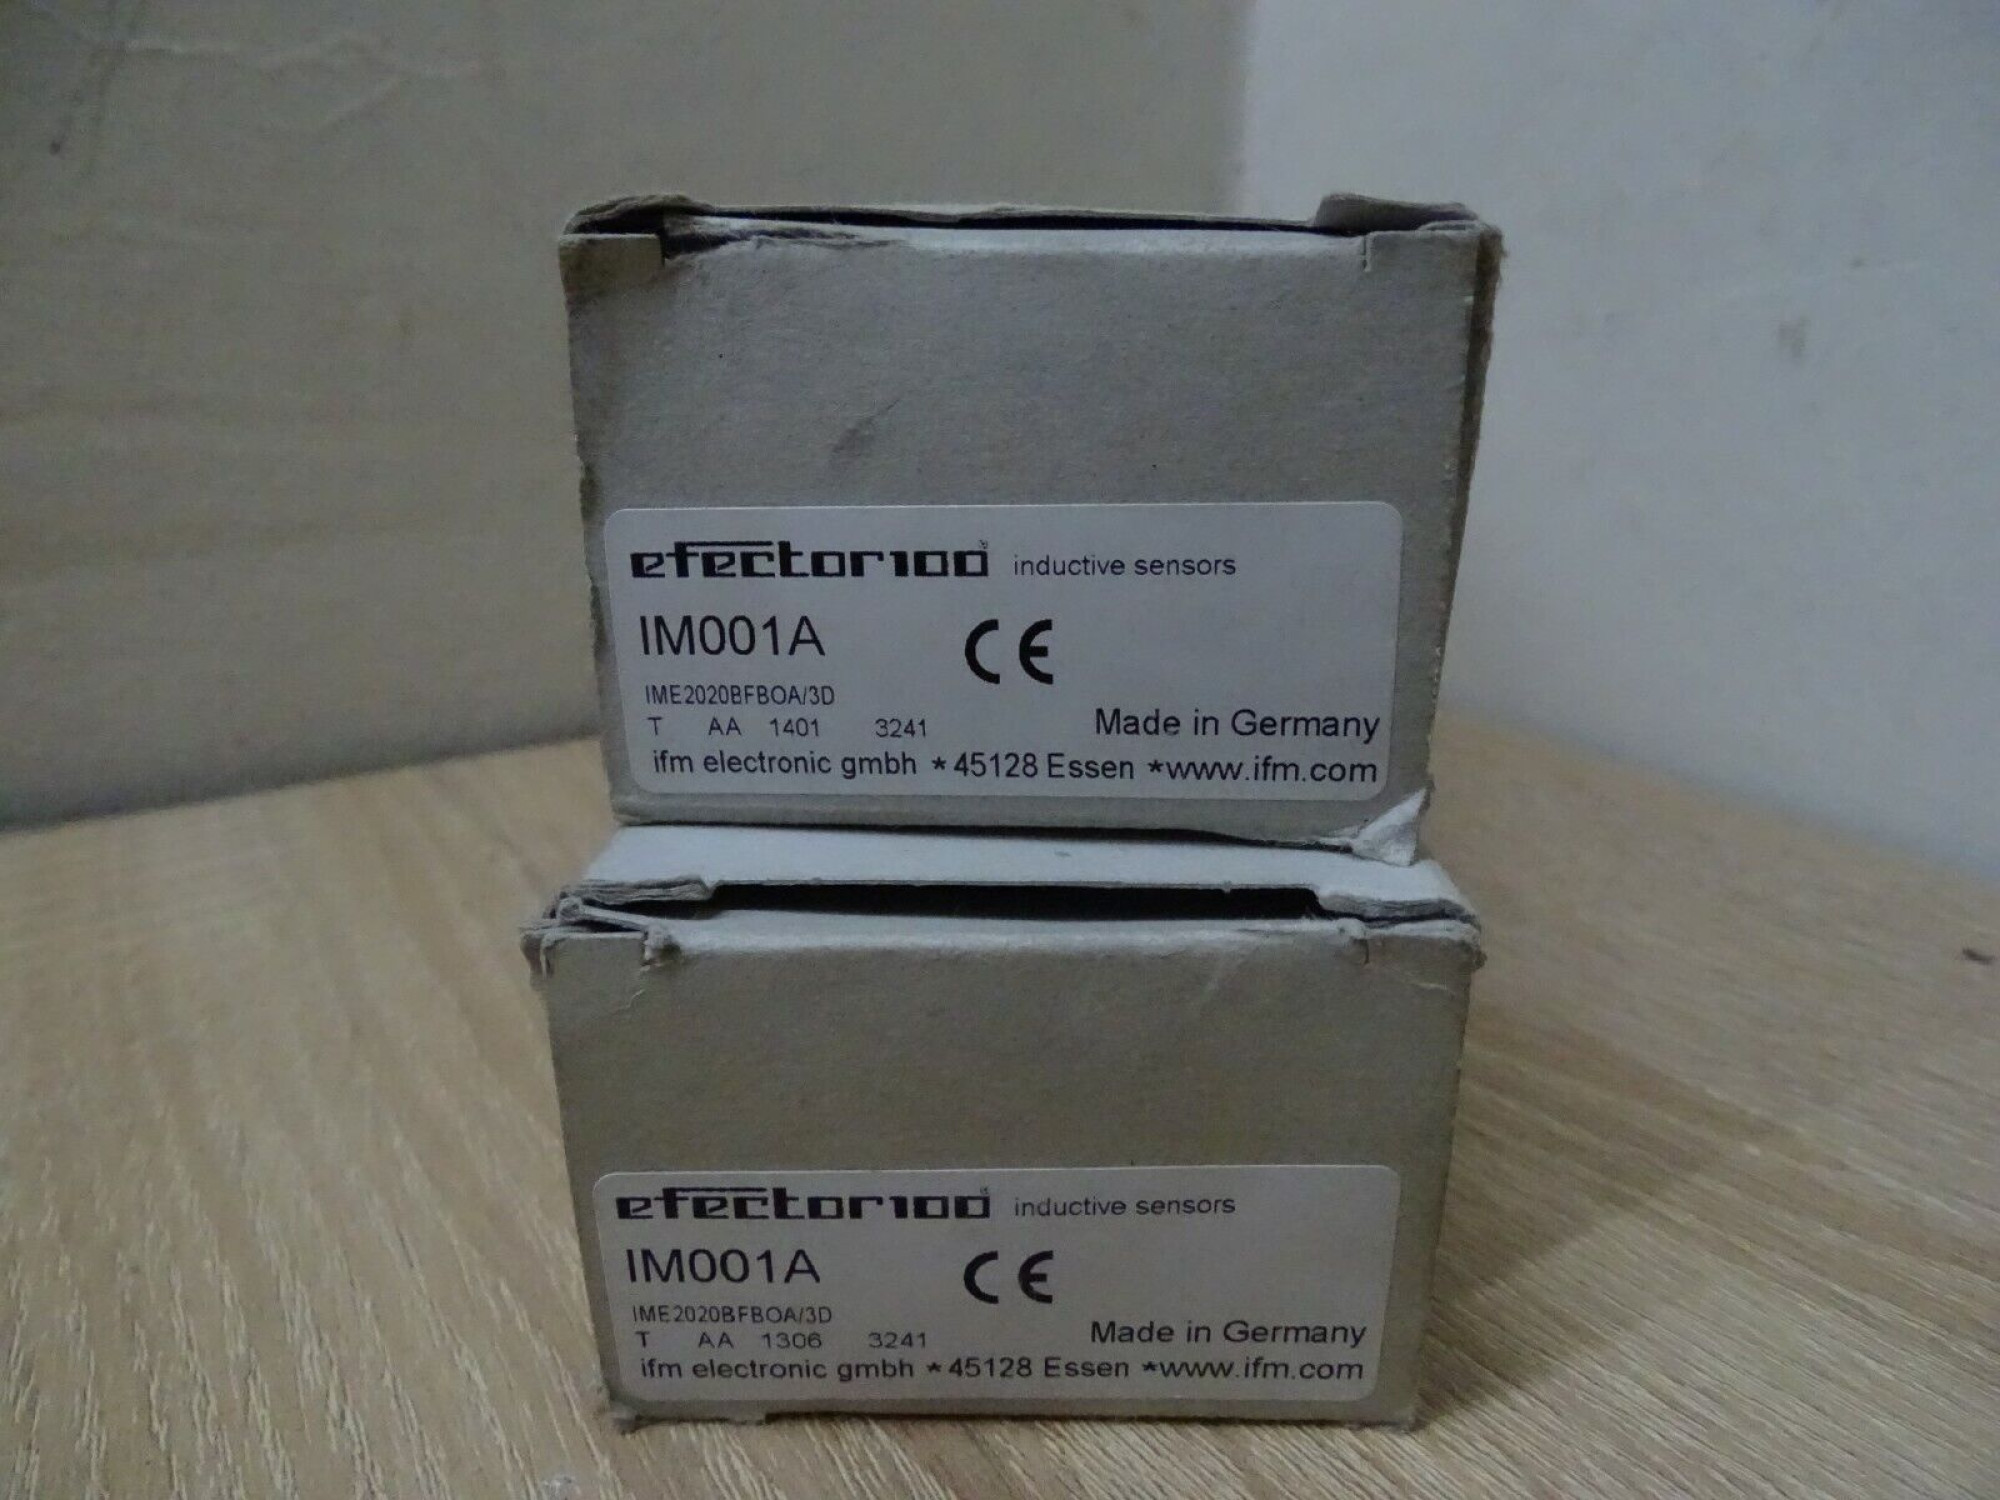 efector100® inductive sensors
IM001A CE
IME2020BFBOA/3D
T AA 1401 3241 Made in Germany
ifm electronic gmbh * 45128 Essen *www.ifm.com
efector100® inductive sensors
IM001A CE
IME2020BFBOA/3D
T AA 1306 3241 Made in Germany
ifm electronic gmbh * 45128 Essen *www.ifm.com